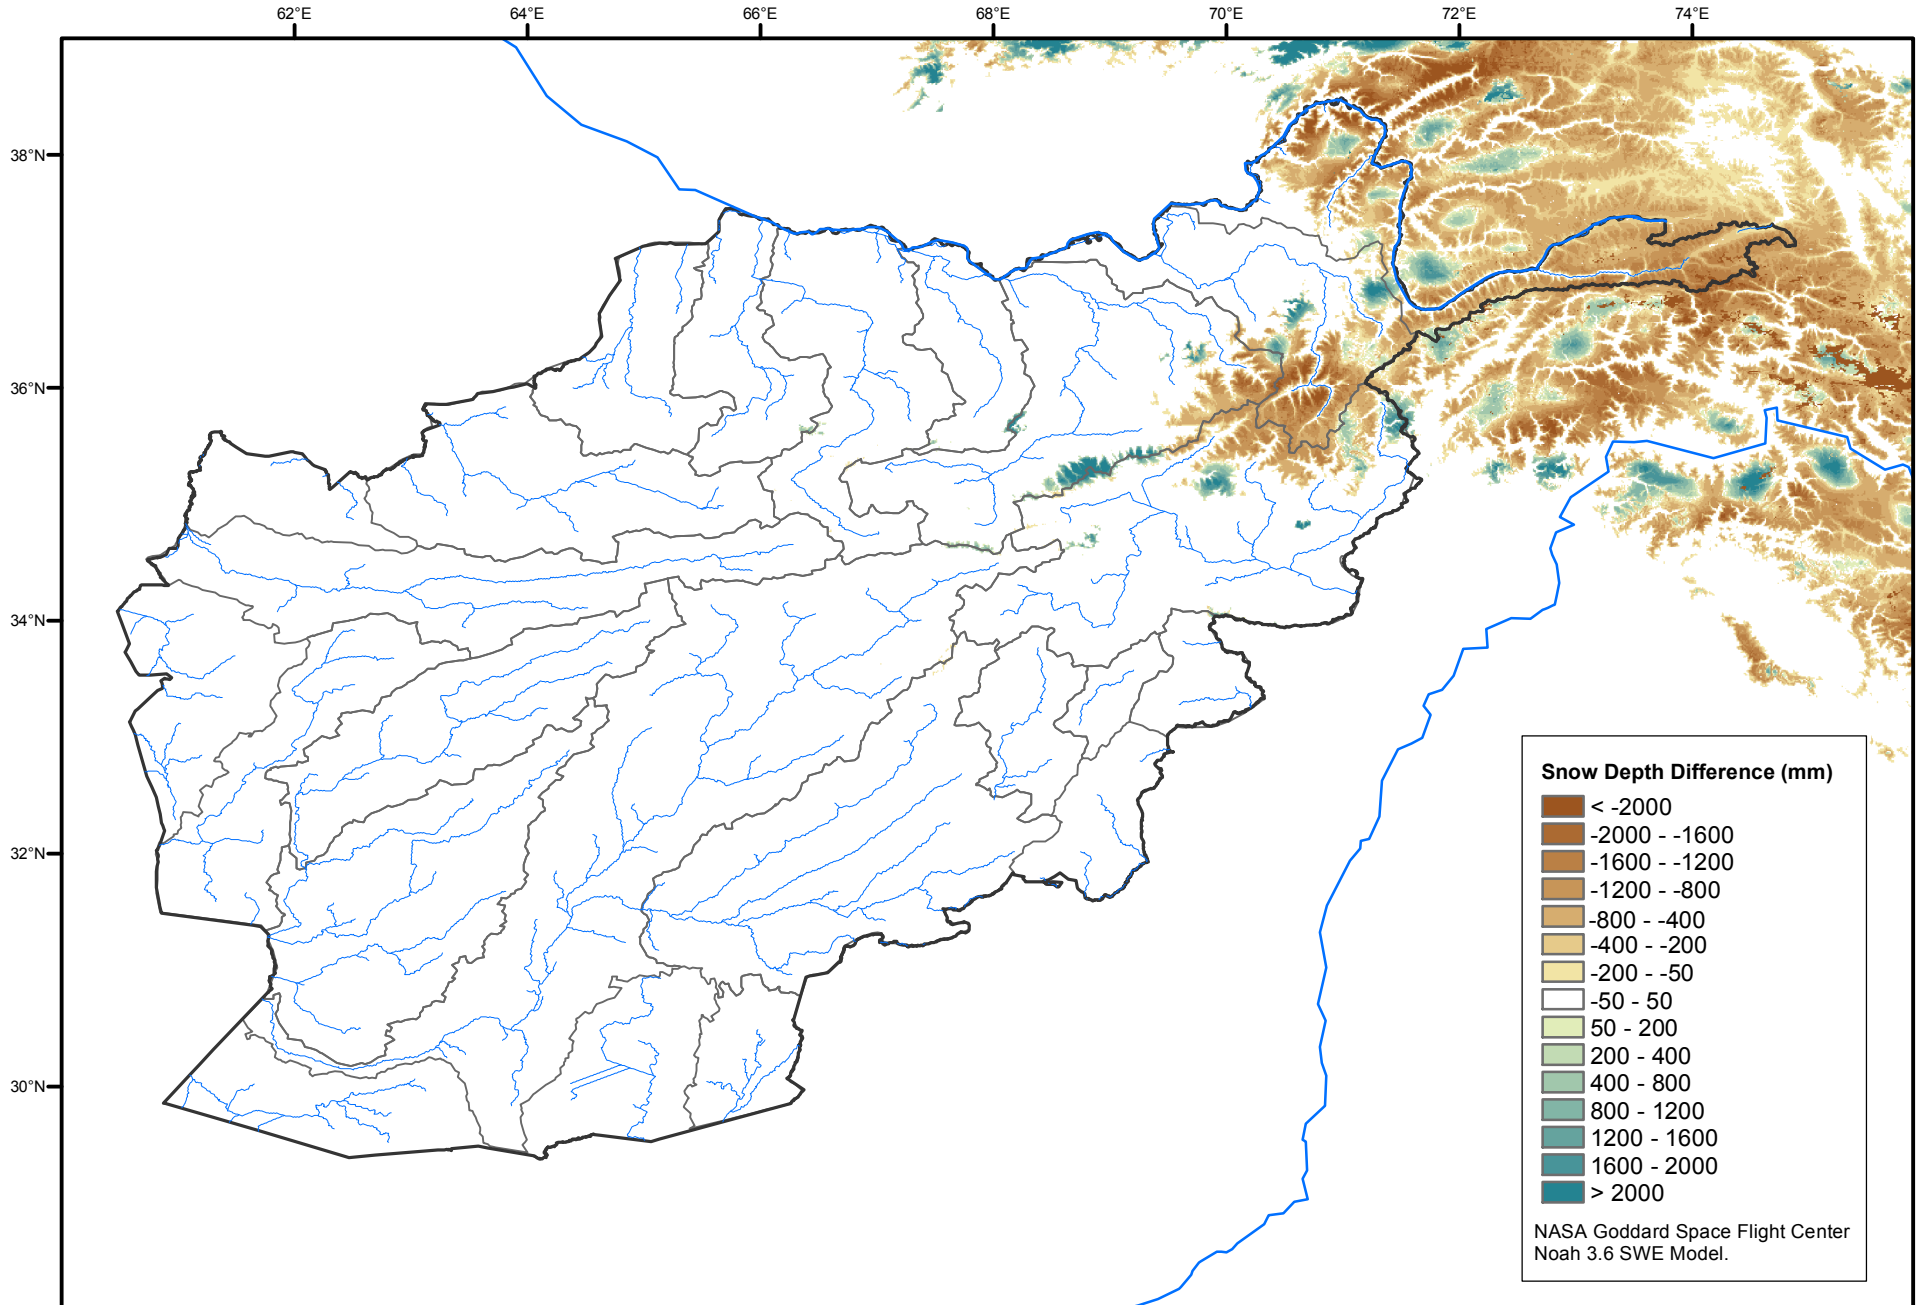 62°E
64°E
66°E
68°E
70°E
72°E
74°E
38°N
36°N
34°N
32°N
30°N
Snow Depth Difference (mm)
< -2000
-2000 - -1600
-1600 - -1200
-1200 - -800
-800 - -400
-400 - -200
-200 - -50
-50 - 50
50 - 200
200 - 400
400 - 800
800 - 1200
1200 - 1600
1600 - 2000
> 2000
NASA Goddard Space Flight Center
Noah 3.6 SWE Model.